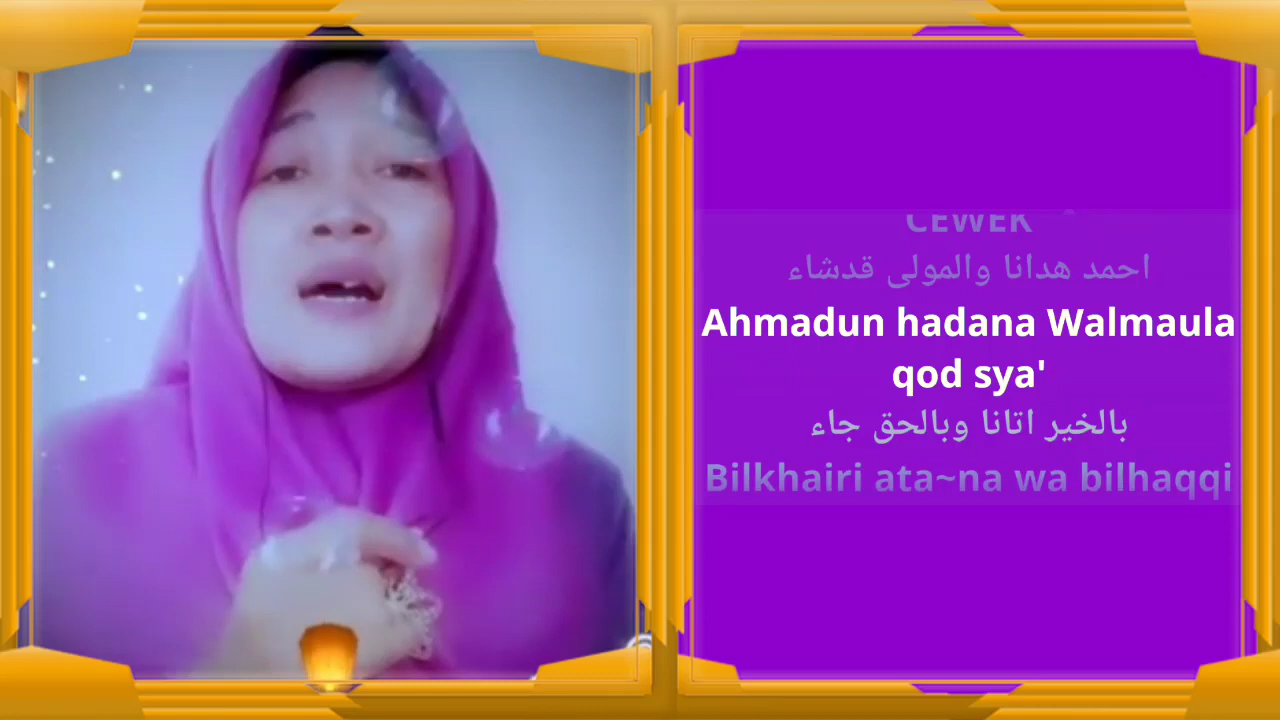 CEWEK
احمد هدانا والمولى قدشاء
Ahmadun hadana Walmaula
qod sya'
بالخير اتانا وبالحق جاء
Bilkhairi ata~na wa bilhaqqi